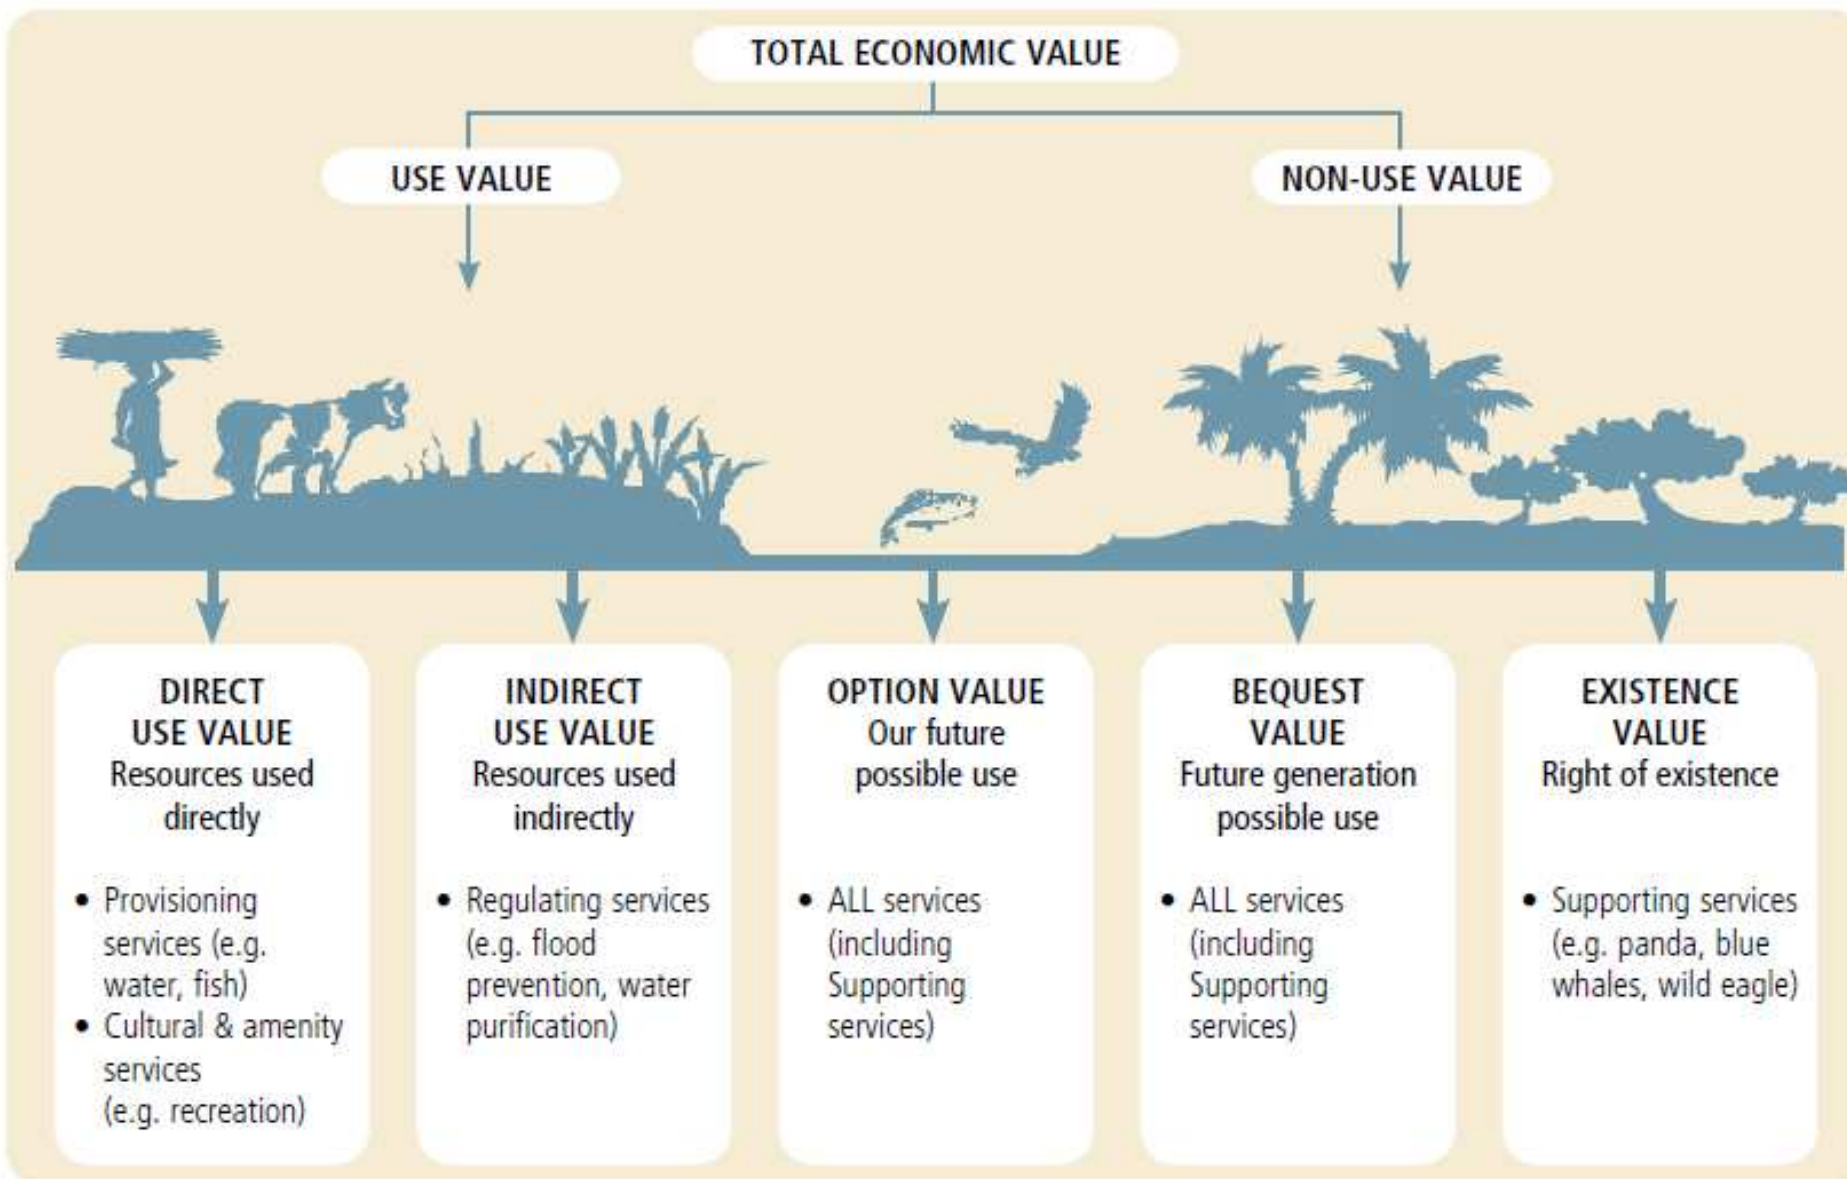 TOTAL ECONOMIC VALUE
USE VALUE
NON-USE VALUE
DIRECT
USE VALUE
Resources used
directly
• Provisioning
services (e.g.
water, fish)
• Cultural & amenity
services
(e.g. recreation)
INDIRECT
USE VALUE
Resources used
indirectly
• Regulating services
(e.g. flood
prevention, water
purification)
OPTION VALUE
Our future
possible use
• ALL services
(including
Supporting
services)
BEQUEST
VALUE
Future generation
possible use
• ALL services
(including
Supporting
services)
EXISTENCE
VALUE
Right of existence
• Supporting services
(e.g. panda, blue
whales, wild eagle)